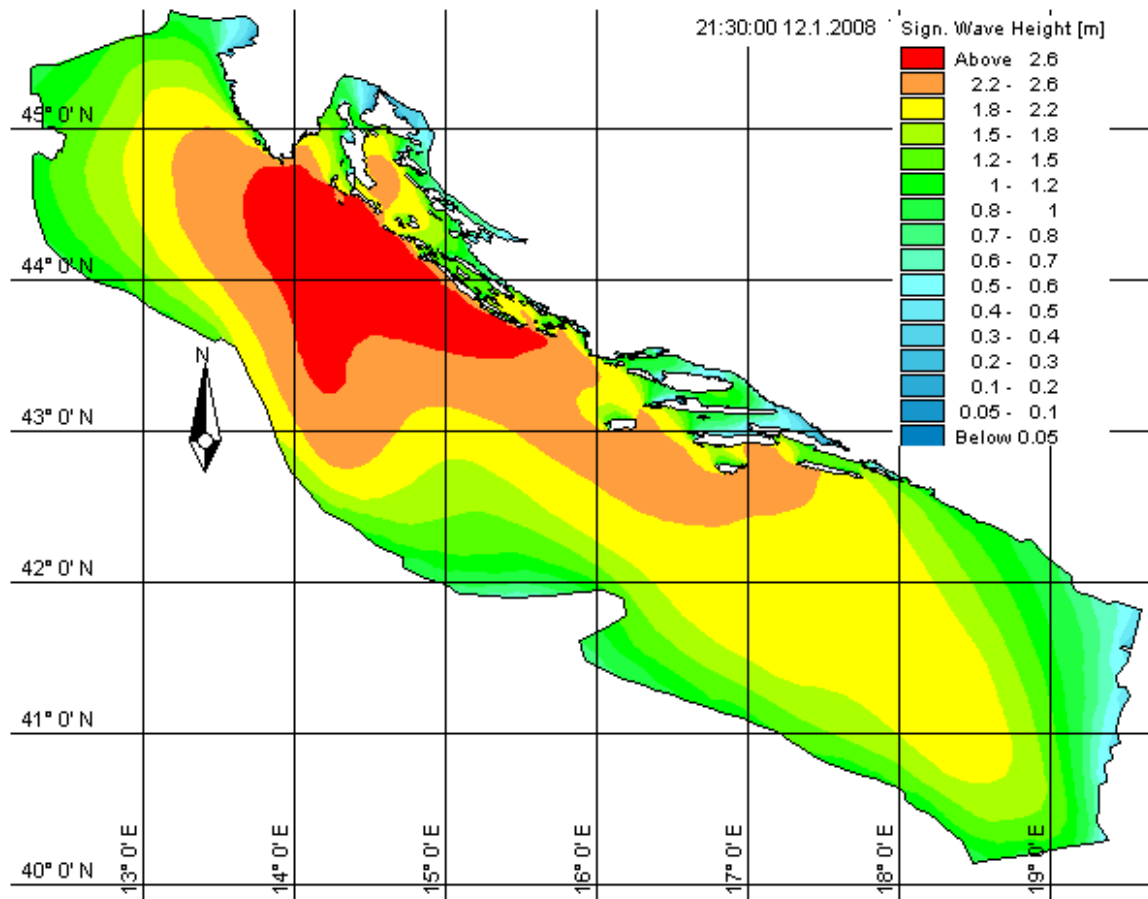 21:30:00 12.1.2008
Sign. Wave Height [m]
Above 2.6
2.2 - 2.6
1.8 - 2.2
1.5 - 1.8
1.2 - 1.5
1 - 1.2
0.8 - 1
0.7 - 0.8
0.6 - 0.7
0.5 - 0.6
0.4 - 0.5
0.3 - 0.4
0.2 - 0.3
0.1 - 0.2
0.05 - 0.1
Below 0.05
45° 0' N
44° 0' N
N
43° 0' N
42° 0' N
41° 0' N
40° 0' N
13° 0' E
14° 0' E
15° 0' E
16° 0' E
17° 0' E
18° 0' E
19° 0' E